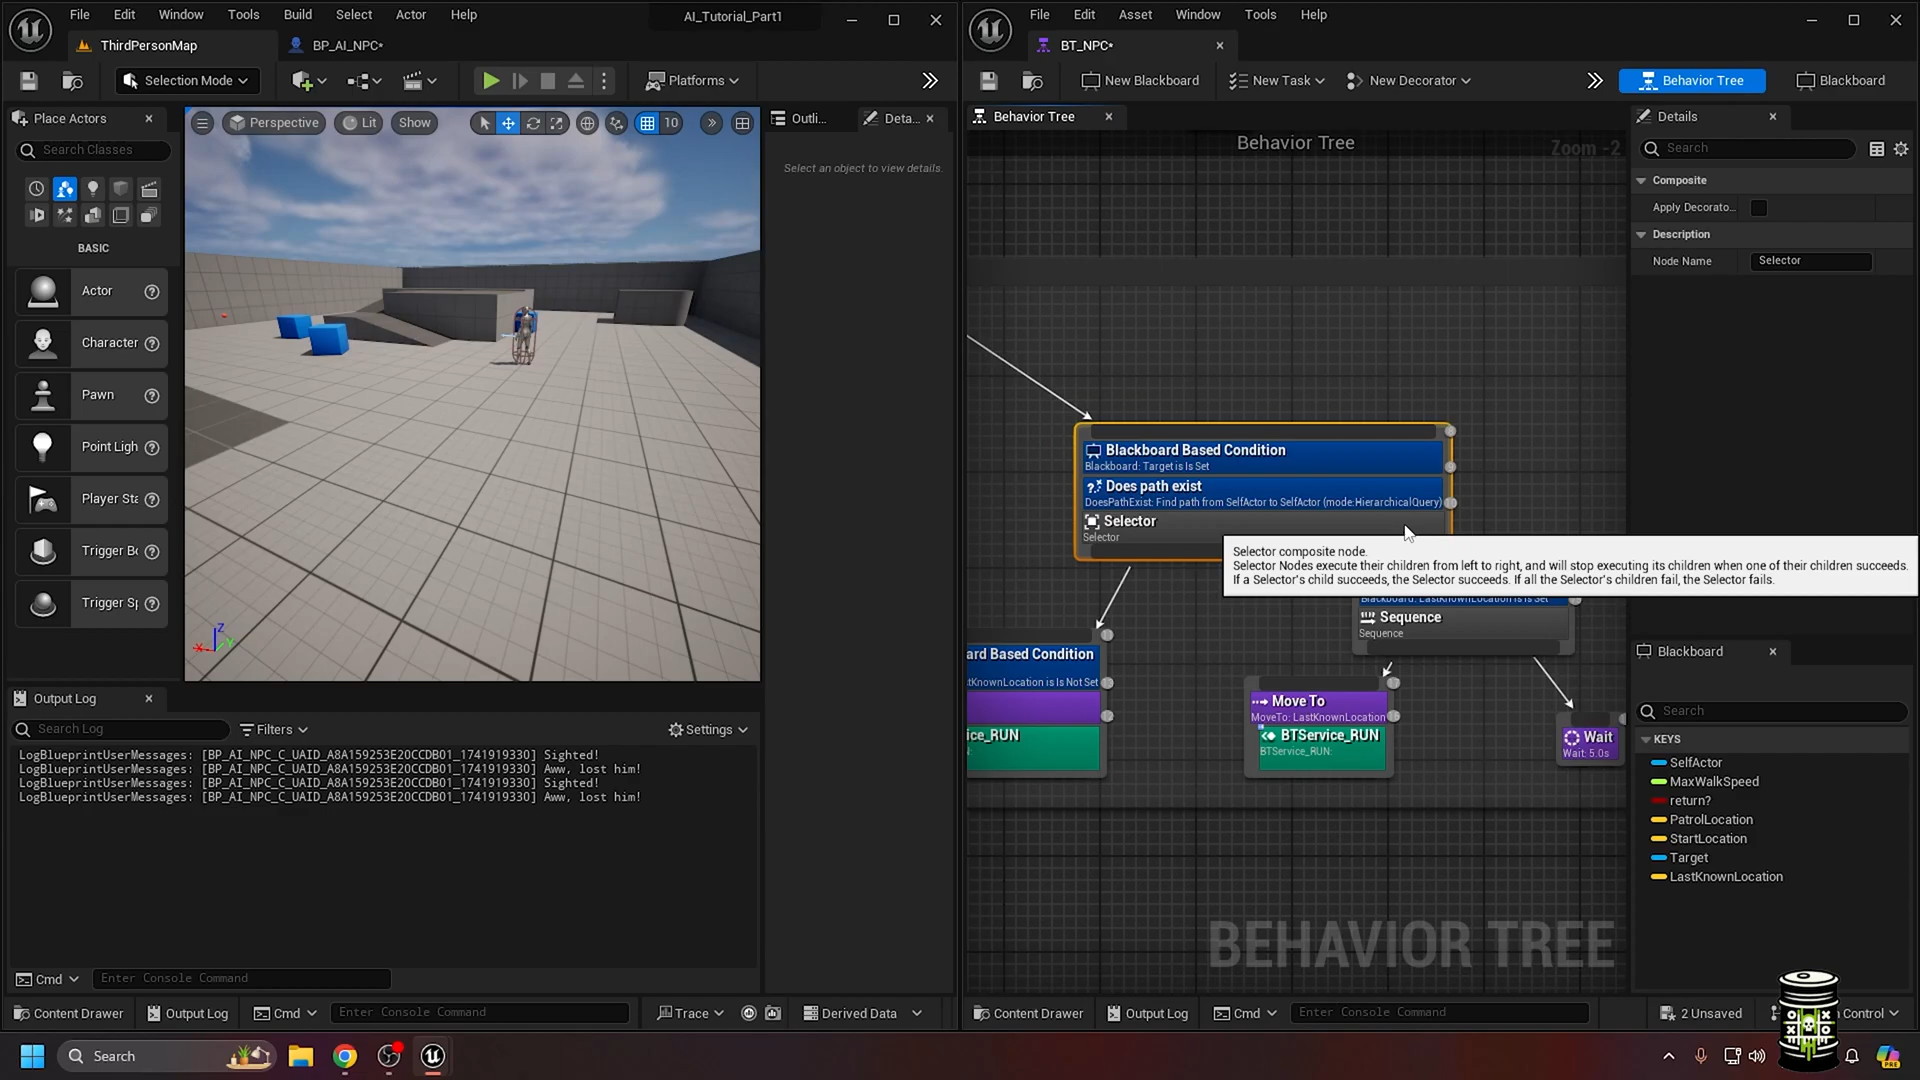 File Edit Window Tools Build Select Actor Help
AI_Tutorial_Part1
ThirdPersonMap
BP_AI_NPC*
Selection Mode
Platforms
Place Actors
Search Classes
BASIC
Actor
Character
Pawn
Point Ligh
Player Sta
Trigger Bo
Trigger Sp
Perspective
Lit
Show
10
Outli...
Detai...
Select an object to view details.
Z
X
Y
Output Log
Search Log
Filters
Settings
LogBlueprintUserMessages: [BP_AI_NPC_C_UAID_A8A159253E20CCDB01_1741919330] Sighted!
LogBlueprintUserMessages: [BP_AI_NPC_C_UAID_A8A159253E20CCDB01_1741919330] Aww, lost him!
LogBlueprintUserMessages: [BP_AI_NPC_C_UAID_A8A159253E20CCDB01_1741919330] Sighted!
LogBlueprintUserMessages: [BP_AI_NPC_C_UAID_A8A159253E20CCDB01_1741919330] Aww, lost him!
Cmd
Enter Console Command
Content Drawer
Output Log
Cmd
Enter Console Command
Trace
Derived Data
File Edit Asset Window Tools Help
BT_NPC*
New Blackboard
New Task
New Decorator
Behavior Tree
Blackboard
Behavior Tree
Behavior Tree
Zoom -2
Blackboard Based Condition
Blackboard: Target is Is Set
Does path exist
DoesPathExist: Find path from SelfActor to SelfActor (mode:HierarchicalQuery)
Selector
Selector
Selector composite node.
Selector Nodes execute their children from left to right, and will stop executing its children when one of their children succeeds.
If a Selector's child succeeds, the Selector succeeds. If all the Selector's children fail, the Selector fails.
Blackboard: LastKnownLocation is Is Set
Sequence
Sequence
ard Based Condition
tKnownLocation is Is Not Set
ice_RUN
N:
Move To
MoveTo: LastKnownLocation
BTService_RUN
BTService_RUN:
Wait
Wait: 5.0s
BEHAVIOR TREE
Details
Search
Composite
Apply Decorato...
Description
Node Name
Selector
Blackboard
Search
KEYS
SelfActor
MaxWalkSpeed
return?
PatrolLocation
StartLocation
Target
LastKnownLocation
Content Drawer
Output Log
Cmd
Enter Console Command
2 Unsaved
n Control
Search
PRE